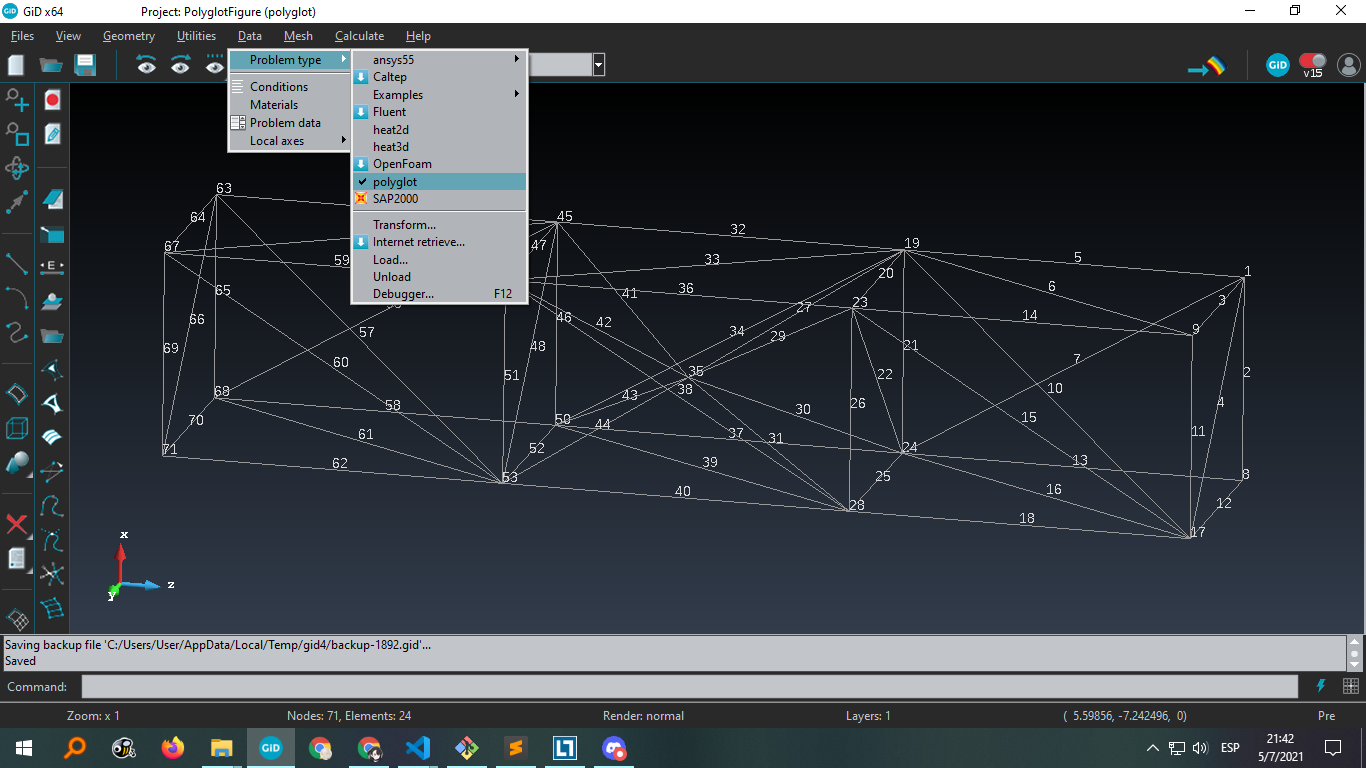 GiD x64 Project: PolyglotFigure (polyglot)
Files View Geometry Utilities Data Mesh Calculate Help
Problem type
Conditions
Materials
Problem data
Local axes
ansys55
Caltep
Examples
Fluent
heat2d
heat3d
OpenFoam
polyglot
SAP2000
Transform...
Internet retrieve...
Load...
Unload
Debugger... F12
GiD
v15
63
64
67
45
47
32
19
59
33
20
5
1
65
66
41
36
27
23
6
3
14
9
57
46
42
34
29
69
60
48
51
35
21
22
7
10
2
68
70
58
43
38
30
26
4
71
61
50
44
37
31
15
11
24
62
52
53
39
25
13
8
40
28
16
12
18
17
x
z
y
Saving backup file 'C:/Users/User/AppData/Local/Temp/gid4/backup-1892.gid'...
Saved
Command:
Zoom: x 1 Nodes: 71, Elements: 24 Render: normal Layers: 1 ( 5.59856, -7.242496, 0) Pre
GiD
ESP
21:42
5/7/2021